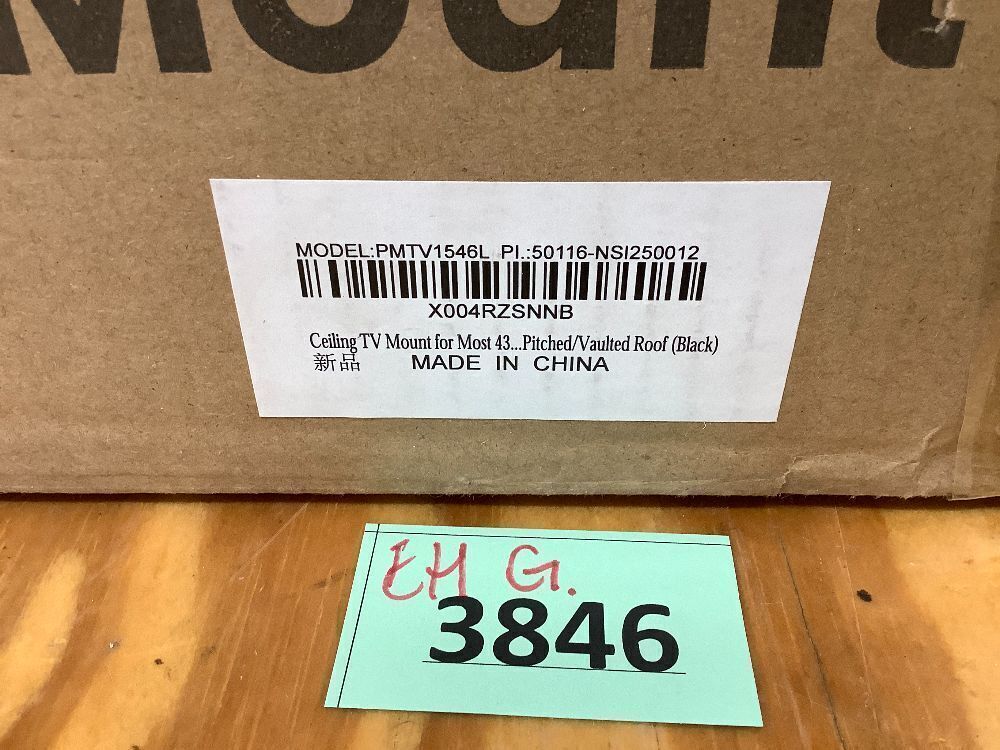 Mount
MODEL:PMTV1546L PI.:50116-NSI250012
X004RZSNNB
Ceiling TV Mount for Most 43...Pitched/Vaulted Roof (Black)
新品 MADE IN CHINA
EH G.
3846